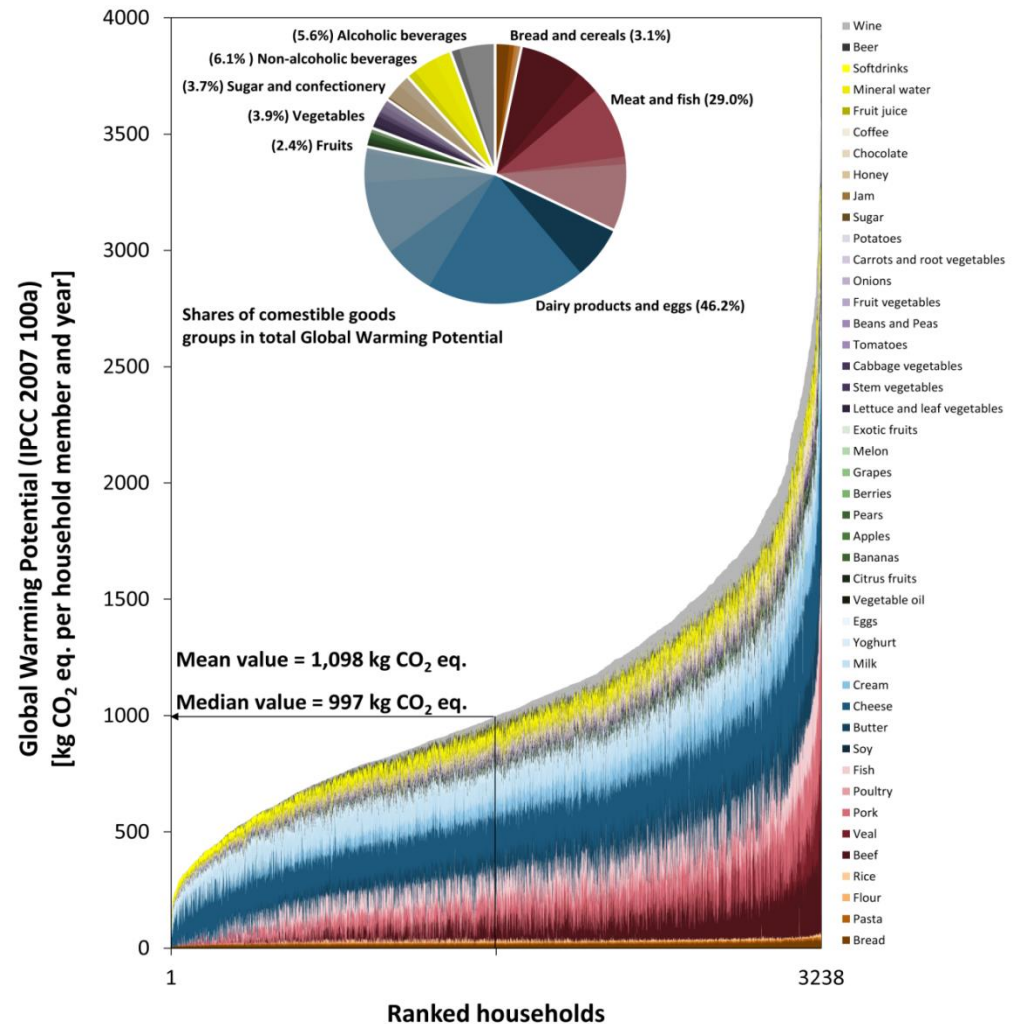 4000
3500
3000
2500
2000
1500
1000
500
0
Global Warming Potential (IPCC 2007 100a)
[kg CO₂ eq. per household member and year]
(5.6%) Alcoholic beverages
(6.1% ) Non-alcoholic beverages
(3.7%) Sugar and confectionery
(3.9%) Vegetables
(2.4%) Fruits
Bread and cereals (3.1%)
Meat and fish (29.0%)
Dairy products and eggs (46.2%)
Shares of comestible goods
groups in total Global Warming Potential
Mean value = 1,098 kg CO₂ eq.
Median value = 997 kg CO₂ eq.
1
3238
Ranked households
Wine
Beer
Softdrinks
Mineral water
Fruit juice
Coffee
Chocolate
Honey
Jam
Sugar
Potatoes
Carrots and root vegetables
Onions
Fruit vegetables
Beans and Peas
Tomatoes
Cabbage vegetables
Stem vegetables
Lettuce and leaf vegetables
Exotic fruits
Melon
Grapes
Berries
Pears
Apples
Bananas
Citrus fruits
Vegetable oil
Eggs
Yoghurt
Milk
Cream
Cheese
Butter
Soy
Fish
Poultry
Pork
Veal
Beef
Rice
Flour
Pasta
Bread